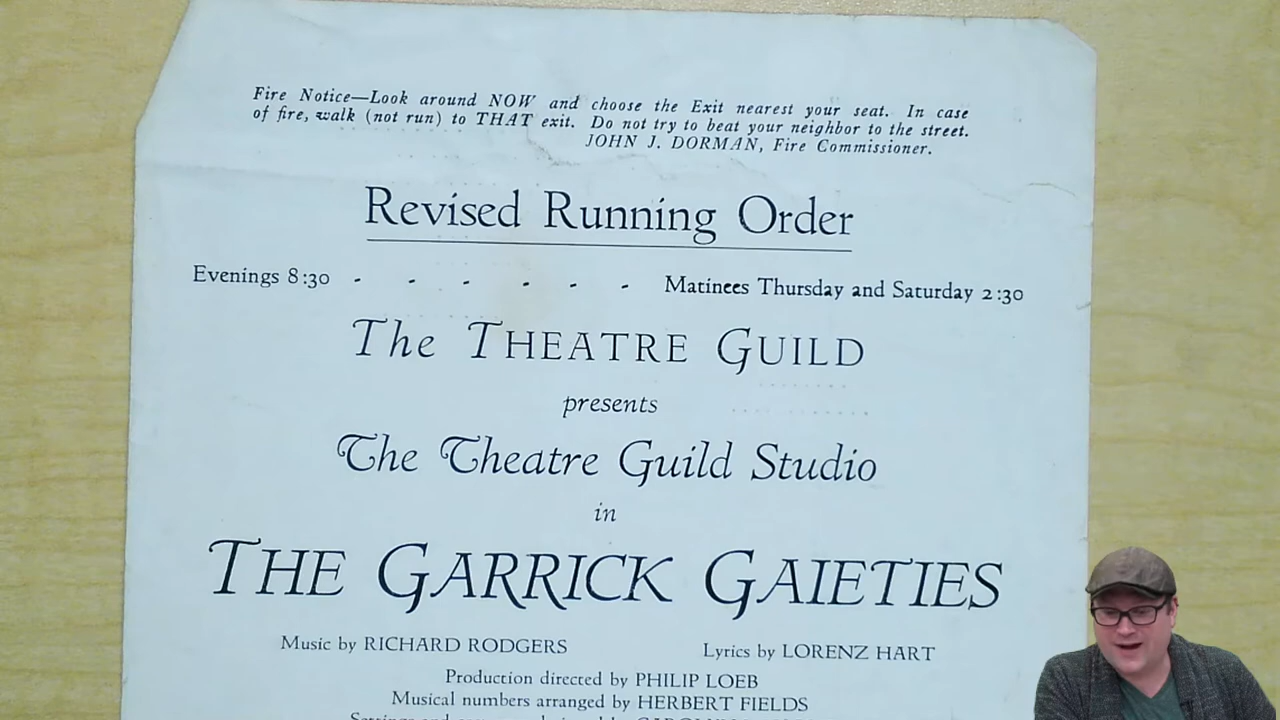 Fire Notice—Look around NOW and choose the Exit nearest your seat. In case
of fire, walk (not run) to THAT exit. Do not try to beat your neighbor to the street.
JOHN J. DORMAN, Fire Commissioner.
Revised Running Order
Evenings 8:30 - - - - - - Matinees Thursday and Saturday 2:30
The THEATRE GUILD
presents
The Theatre Guild Studio
in
THE GARRICK GAIETIES
Music by RICHARD RODGERS Lyrics by LORENZ HART
Production directed by PHILIP LOEB
Musical numbers arranged by HERBERT FIELDS